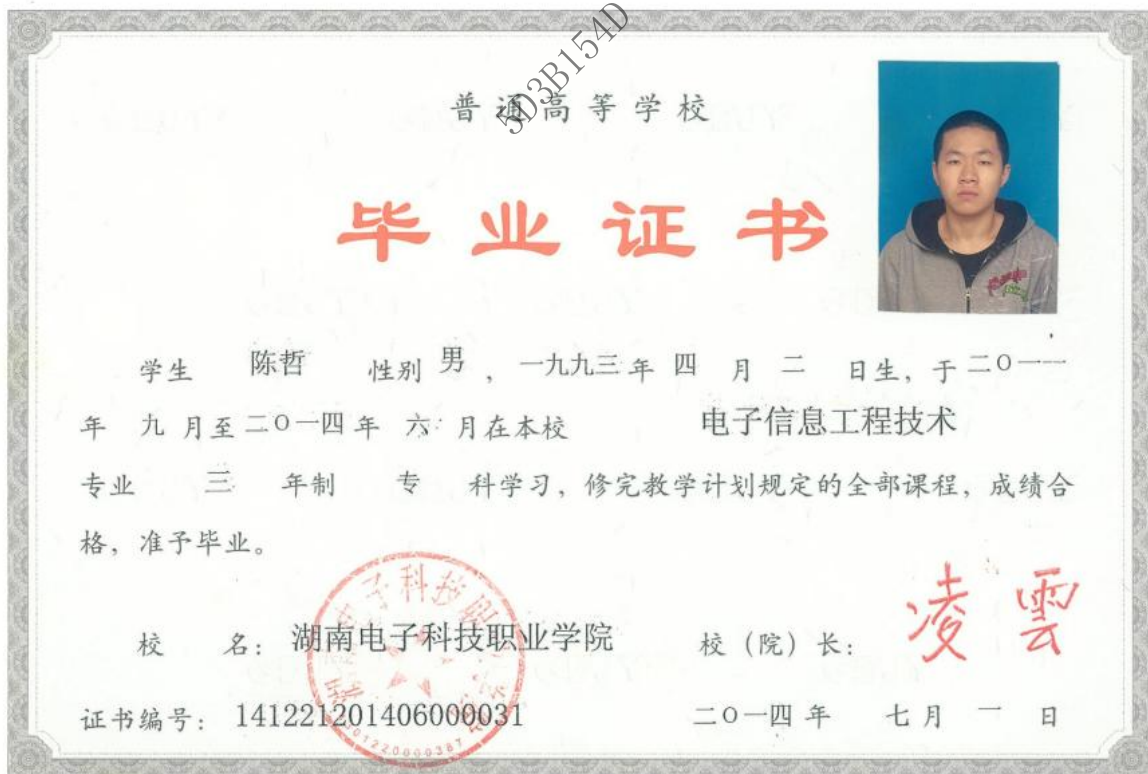 5D3B154D
普通高等学校
毕业证书
学生 陈哲 性别 男 ，一九九三年 四 月 二 日生，于二〇一一
年 九 月至二〇一四年 六 月在本校 电子信息工程技术
专业 三 年制 专 科学习，修完教学计划规定的全部课程，成绩合
格，准予毕业。
校 名：湖南电子科技职业学院 校（院）长：凌雲
证书编号：141221201406000031 二〇一四年 七月 一 日